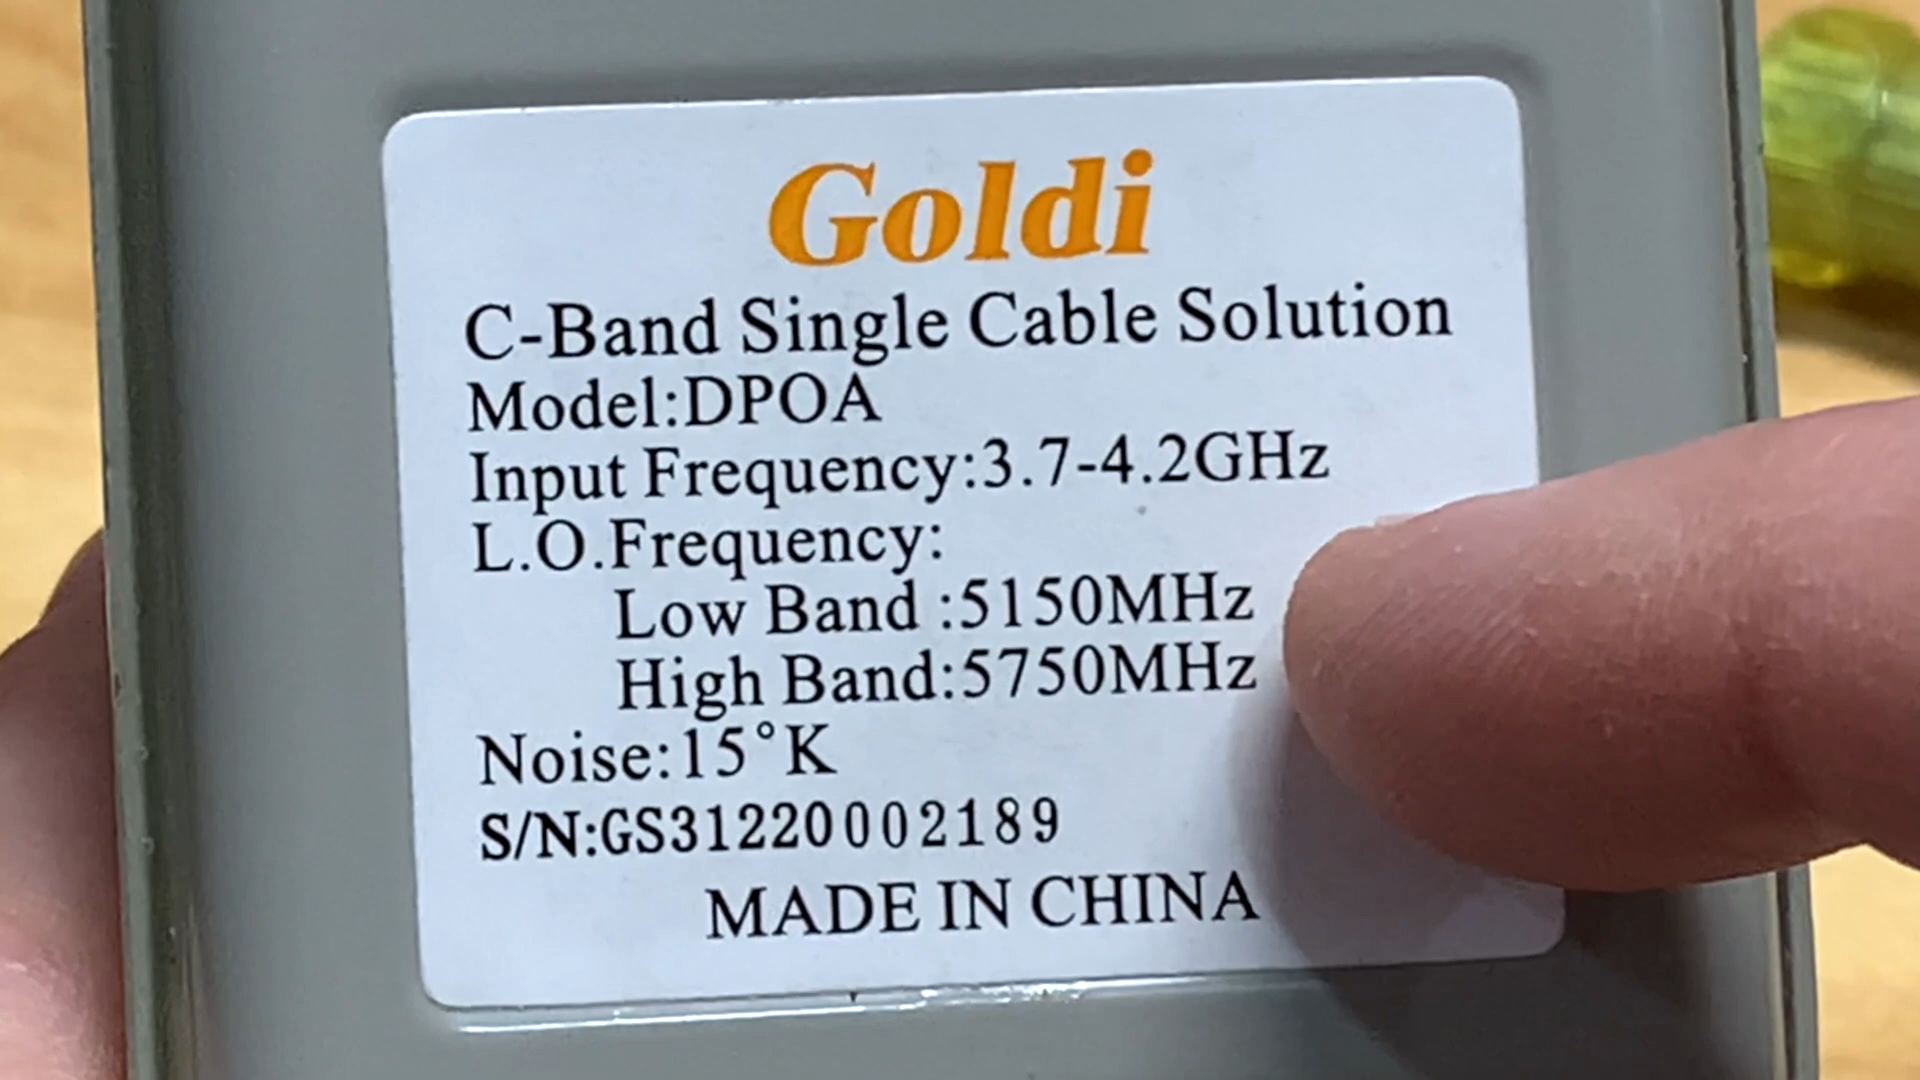 Goldi
C-Band Single Cable Solution
Model:DPOA
Input Frequency:3.7-4.2GHz
L.O.Frequency:
Low Band :5150MHz
High Band:5750MHz
Noise:15°K
S/N:GS31220002189
MADE IN CHINA